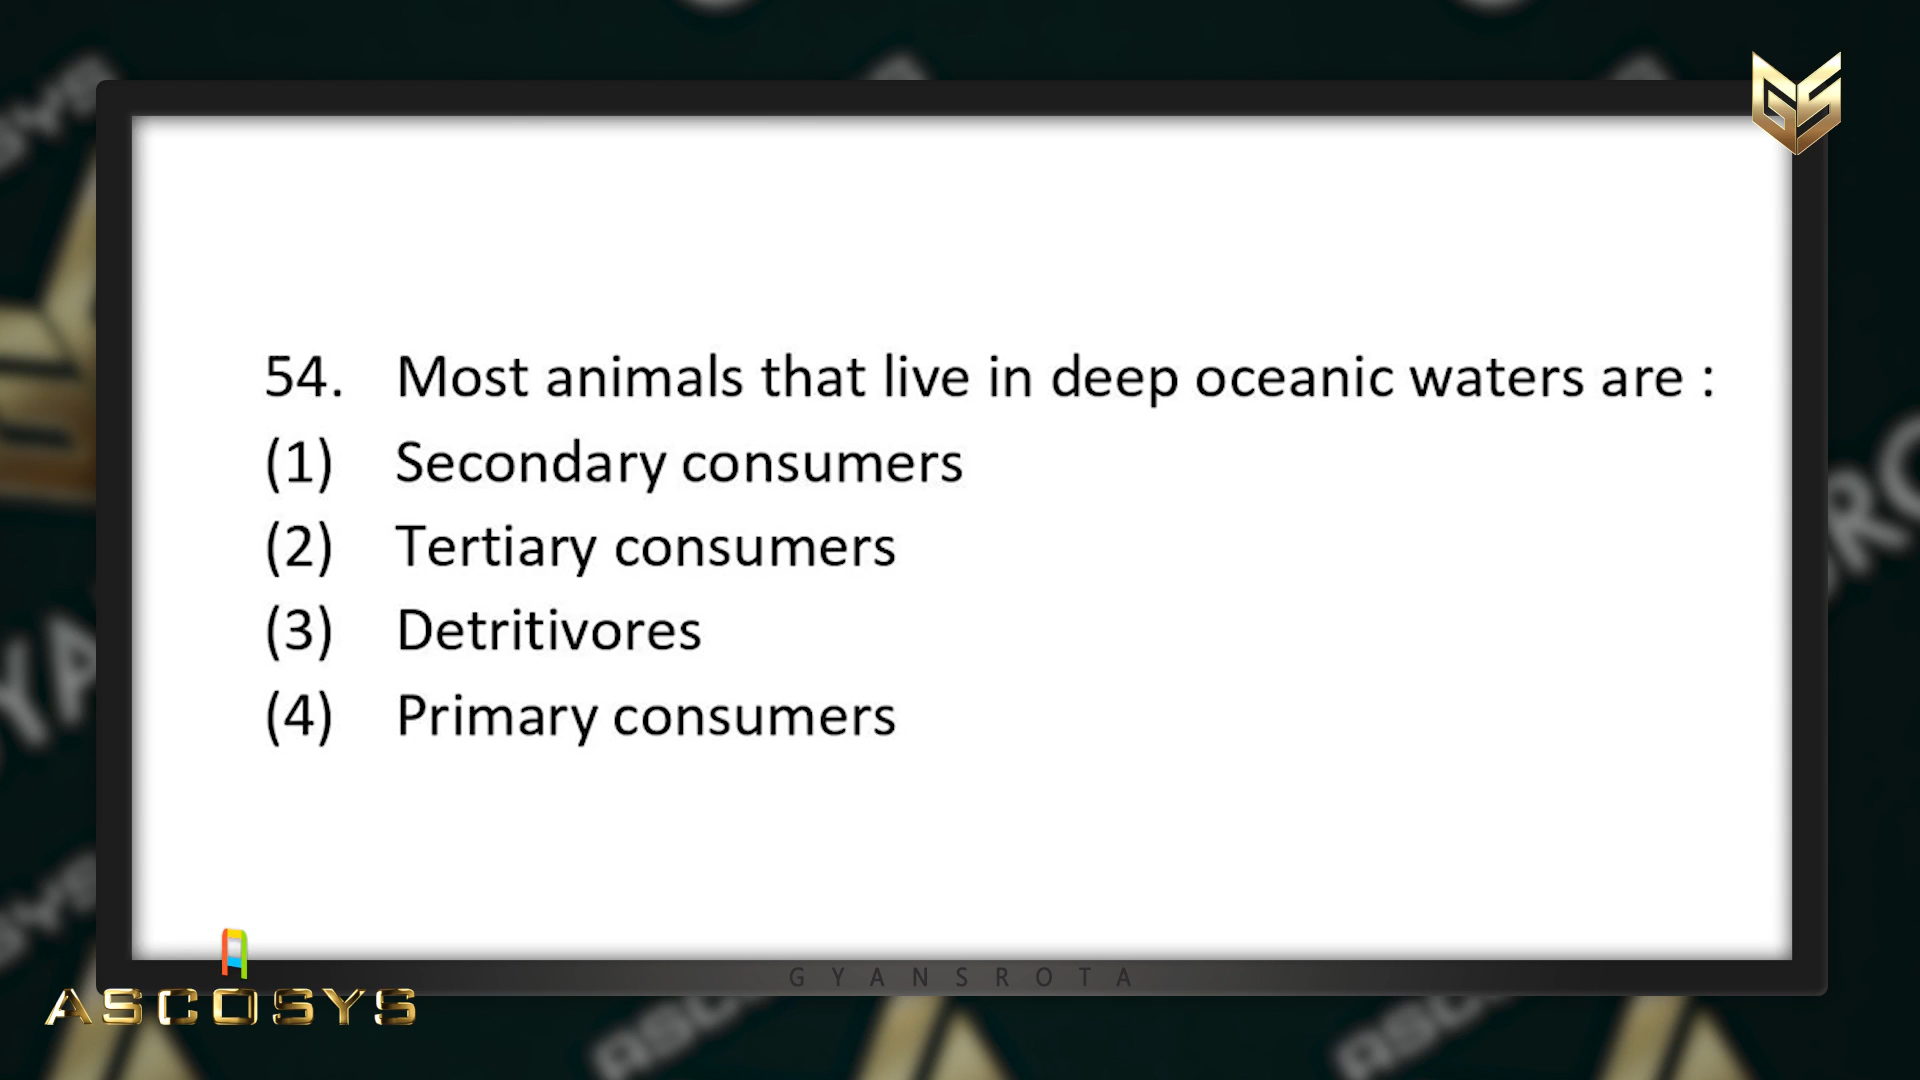 GS
54. Most animals that live in deep oceanic waters are :
(1) Secondary consumers
(2) Tertiary consumers
(3) Detritivores
(4) Primary consumers
GYANSROTA
ASCOSYS